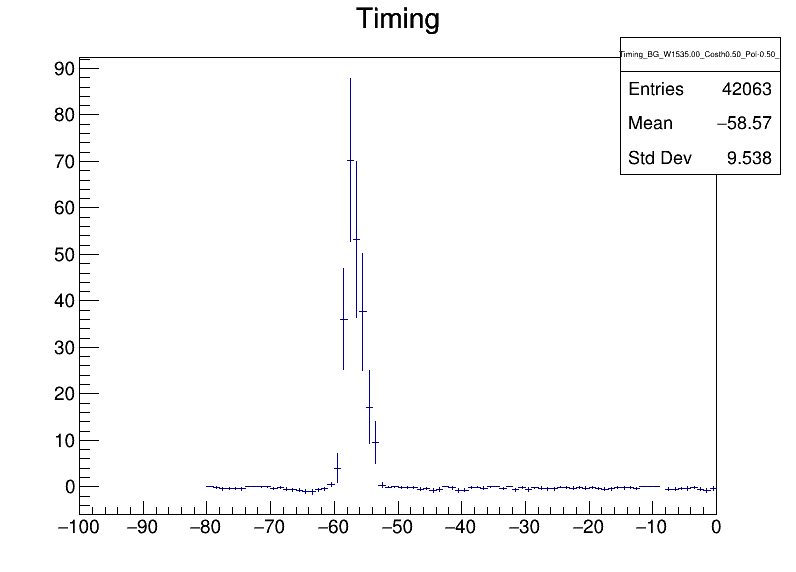 Timing
Timing_BG_W1535.00_Costh0.50_Pol-0.50_
Entries 42063
Mean −58.57
Std Dev 9.538
90
80
70
60
50
40
30
20
10
0
−100 −90 −80 −70 −60 −50 −40 −30 −20 −10 0